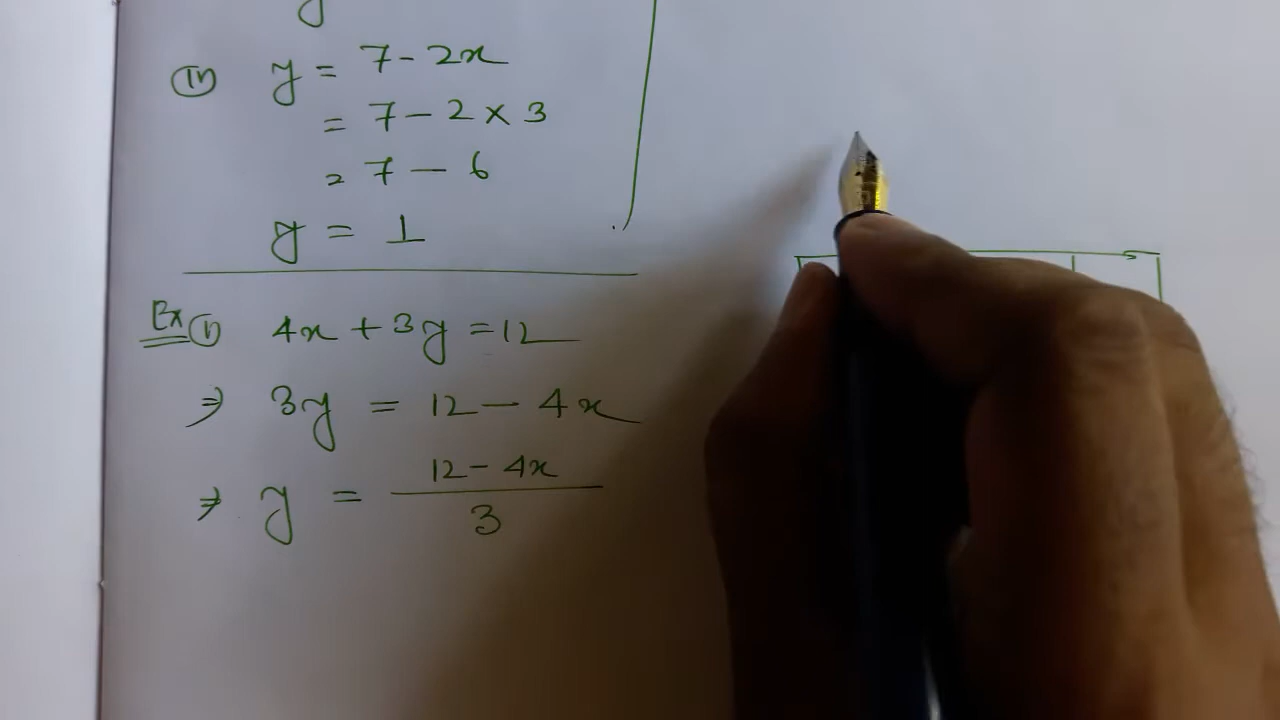 (iv) y = 7 - 2x
= 7 - 2 × 3
= 7 - 6
y = 1
Ex (1) 4x + 3y = 12
⇒ 3y = 12 - 4x
⇒ y = (12 - 4x)/3